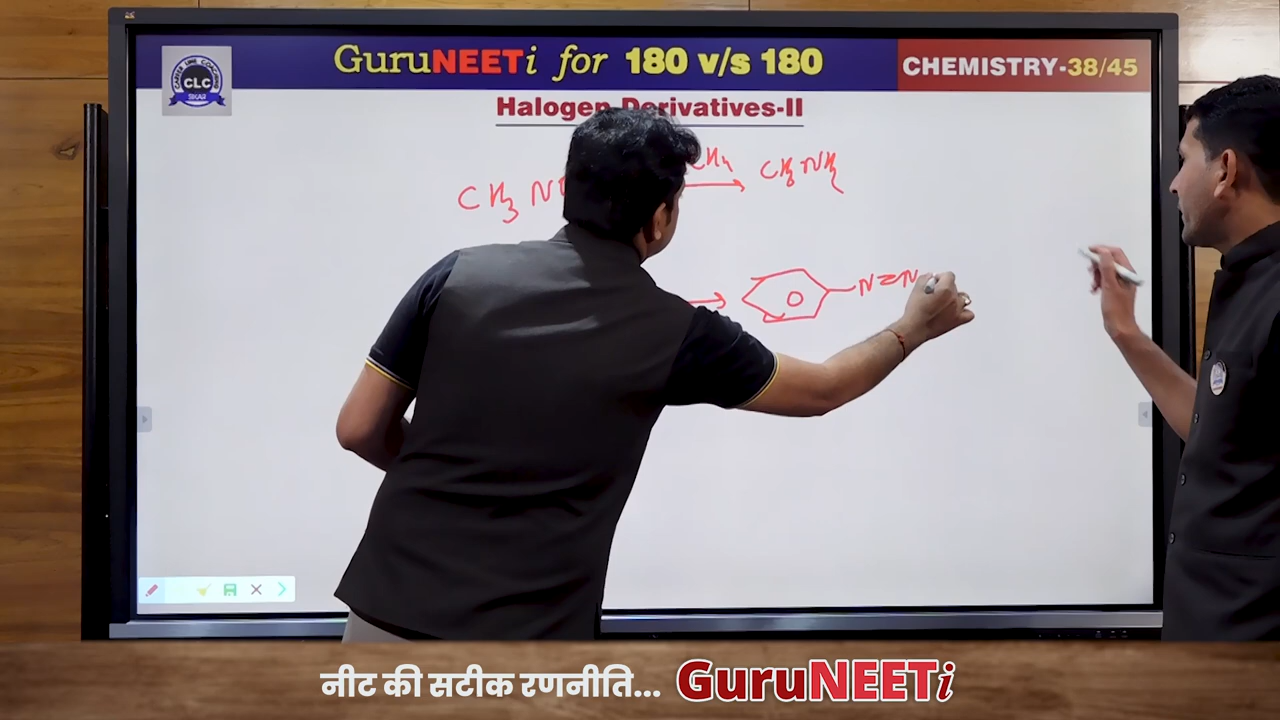 GuruNEETi for 180 v/s 180
CHEMISTRY-38/45
CAREER LINE COACHING
CLC
SIKAR
Halogen Derivatives-II
CH3 N
CH3NH2
N=N
नीट की सटीक रणनीति... GuruNEETi